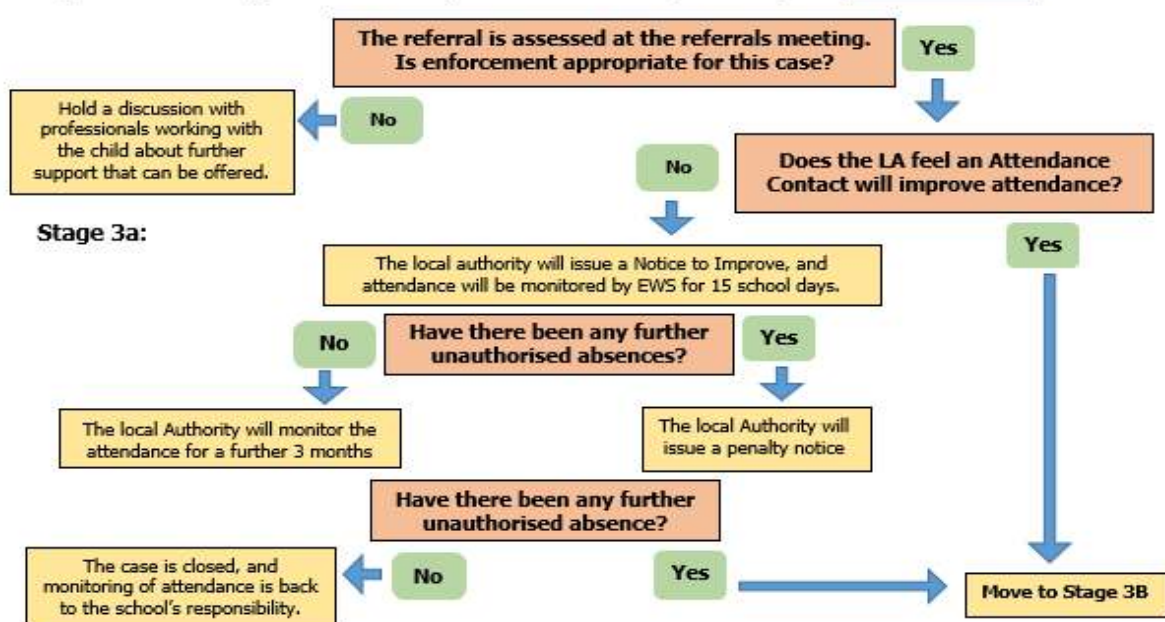 The referral is assessed at the referrals meeting.
Is enforcement appropriate for this case?
Yes
Hold a discussion with
professionals working with
the child about further
support that can be offered.
No
No
Does the LA feel an Attendance
Contact will improve attendance?
Stage 3a:
Yes
The local authority will issue a Notice to Improve, and
attendance will be monitored by EWS for 15 school days.
No
Have there been any further
unauthorised absences?
Yes
The local Authority will monitor the
attendance for a further 3 months
The local Authority will
issue a penalty notice
Have there been any further
unauthorised absence?
The case is closed, and
monitoring of attendance is back
to the school's responsibility.
No
Yes
Move to Stage 3B